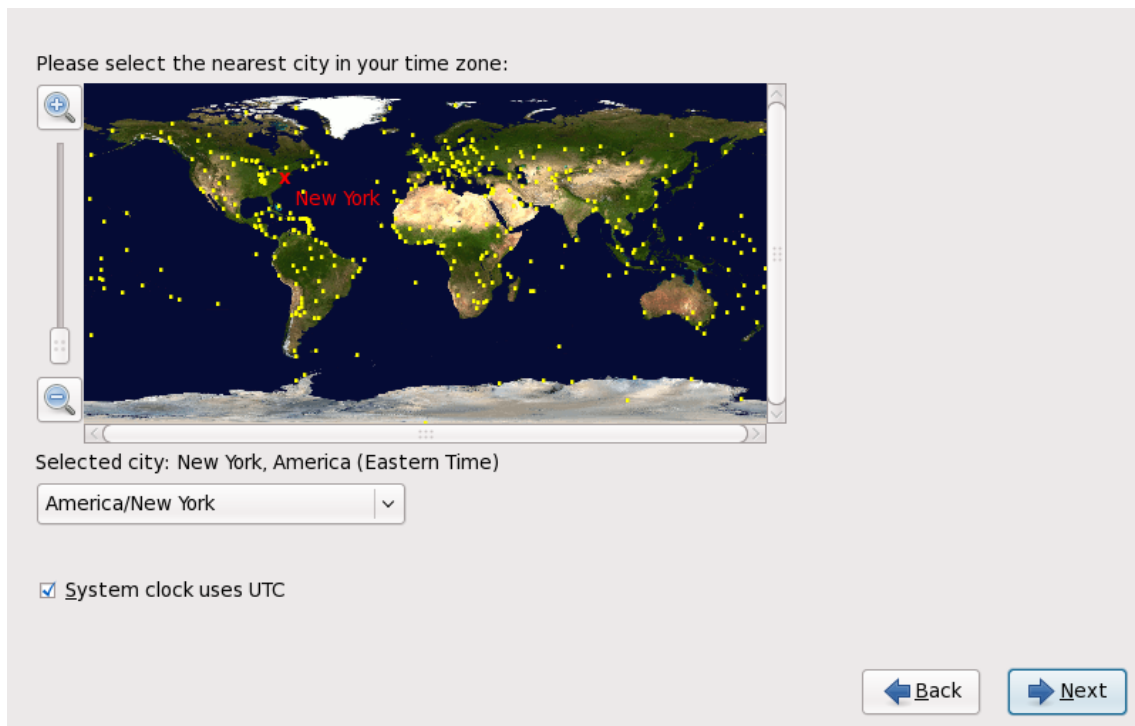 Please select the nearest city in your time zone:
x
New York
Selected city: New York, America (Eastern Time)
America/New York
System clock uses UTC
Back
Next